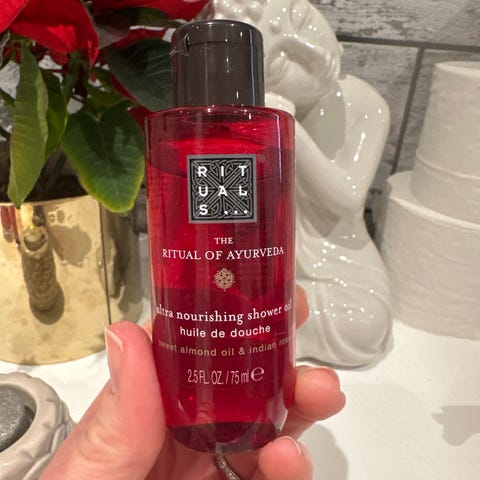 RIT
UAL
S...
®
THE
RITUAL OF AYURVEDA
ultra nourishing shower oil
huile de douche
sweet almond oil & indian rose
2.5 FL. OZ. / 75 ml ℮